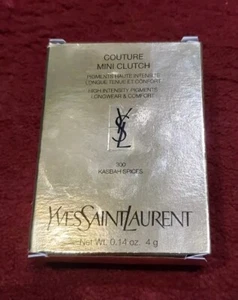 COUTURE
MINI CLUTCH
PIGMENTS HAUTE INTENSITÉ
LONGUE TENUE ET CONFORT
HIGH INTENSITY PIGMENTS
LONGWEAR & COMFORT
YSL
100
KASBAH SPICES
YVESSAINTLAURENT
Net Wt. 0.14 oz. 4 g